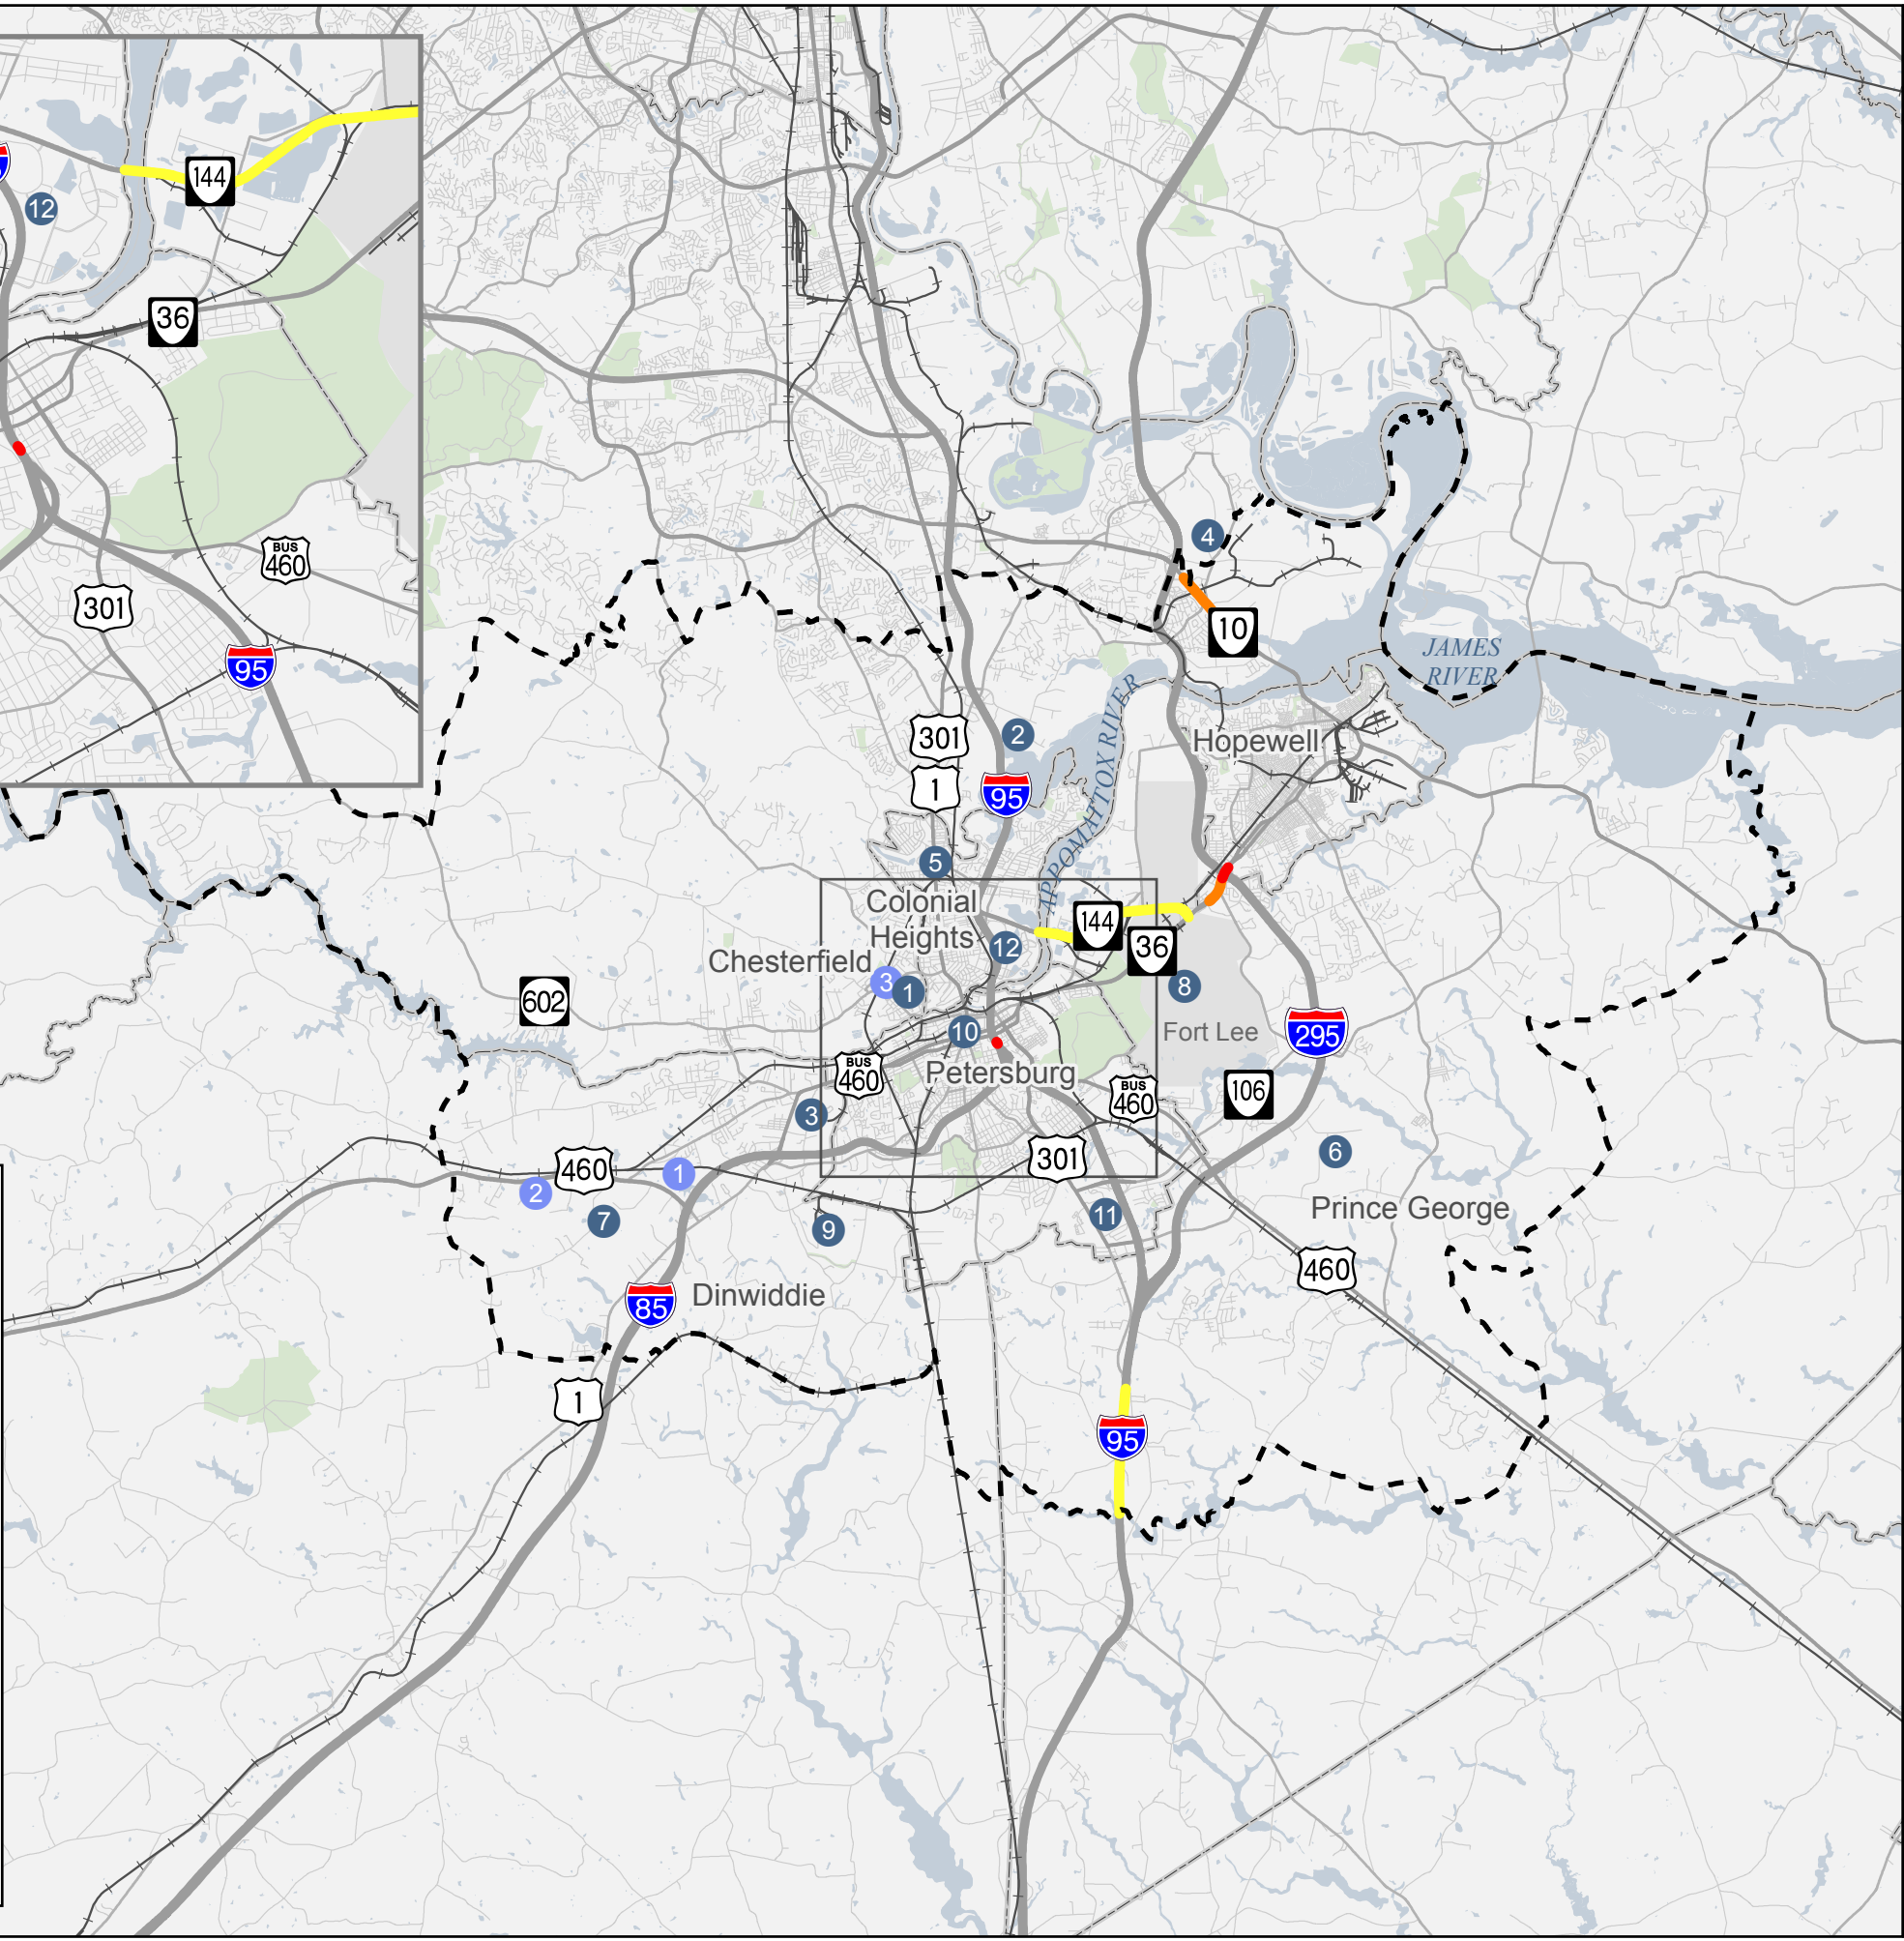 144
12
36
BUS
460
301
95
4
10
JAMES
RIVER
APPOMATTOX RIVER
301
2
Hopewell
1
95
5
Colonial
Heights
144
36
12
Chesterfield
3
1
8
602
10
Fort Lee
295
BUS
460
Petersburg
BUS
460
106
3
460
1
301
6
2
7
9
11
Prince George
460
85
Dinwiddie
1
95